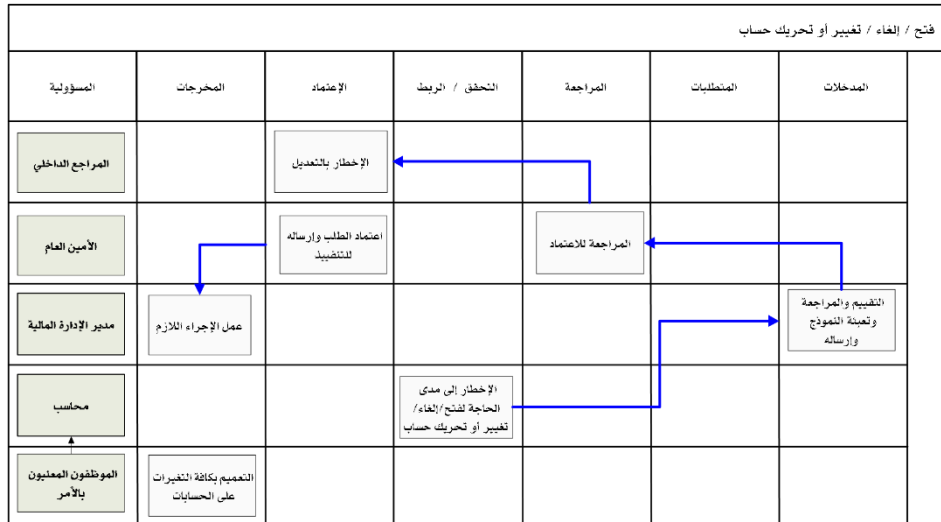 فتح / إلغاء / تغيير أو تحريك حساب
المدخلات
المتطلبات
المراجعة
التحقق / الربط
الإعتماد
المخرجات
المسؤولية
الإخطار بالتعديل
المراجع الداخلي
المراجعة للاعتماد
اعتماد الطلب وإرساله
للتنفييذ
الأمين العام
التقييم والمراجعة
وتعبئة النموذج
وإرساله
عمل الإجراء اللازم
مدير الإدارة المالية
الإخطار إلى مدى
الحاجة لفتح/إلغاء/
تغيير أو تحريك حساب
محاسب
التعميم بكافة التغيرات
على الحسابات
الموظفون المعنيون
بالأمر